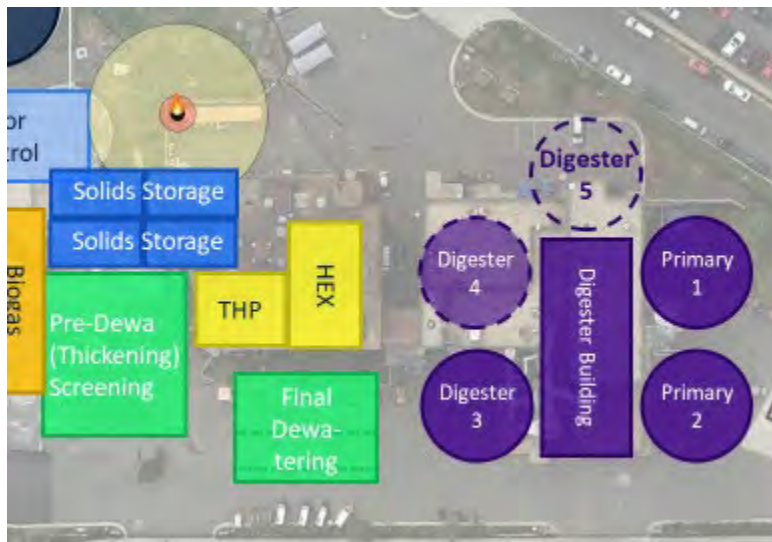 or
trol
Digester
5
Solids Storage
Solids Storage
Biogas
HEX
THP
Digester
4
Digester Building
Primary
1
Pre-Dewa
(Thickening)
Screening
Final
Dewa-
tering
Digester
3
Primary
2